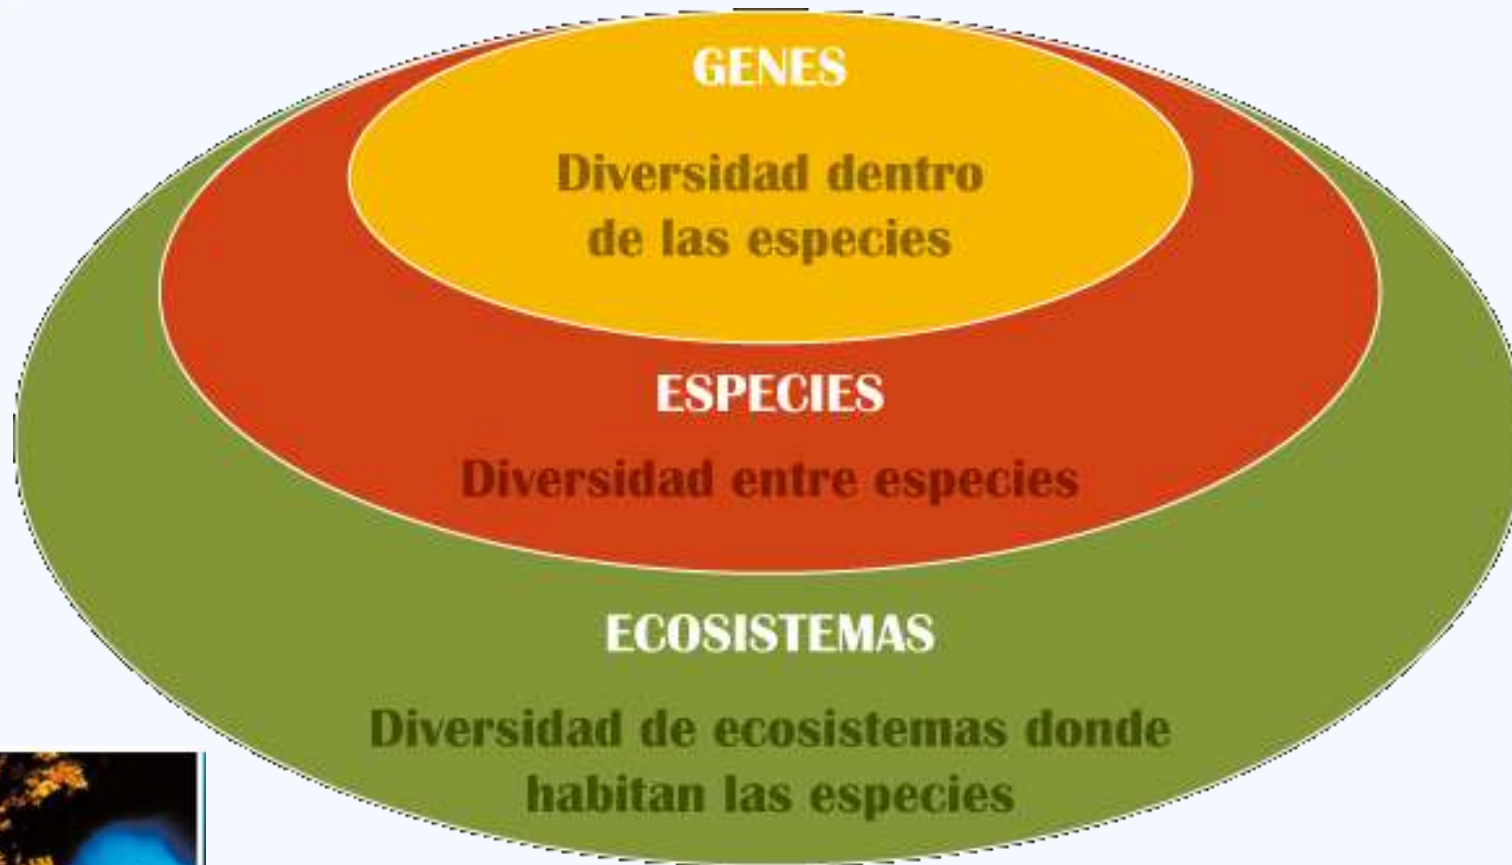 GENES
Diversidad dentro
de las especies
ESPECIES
Diversidad entre especies
ECOSISTEMAS
Diversidad de ecosistemas donde
habitan las especies